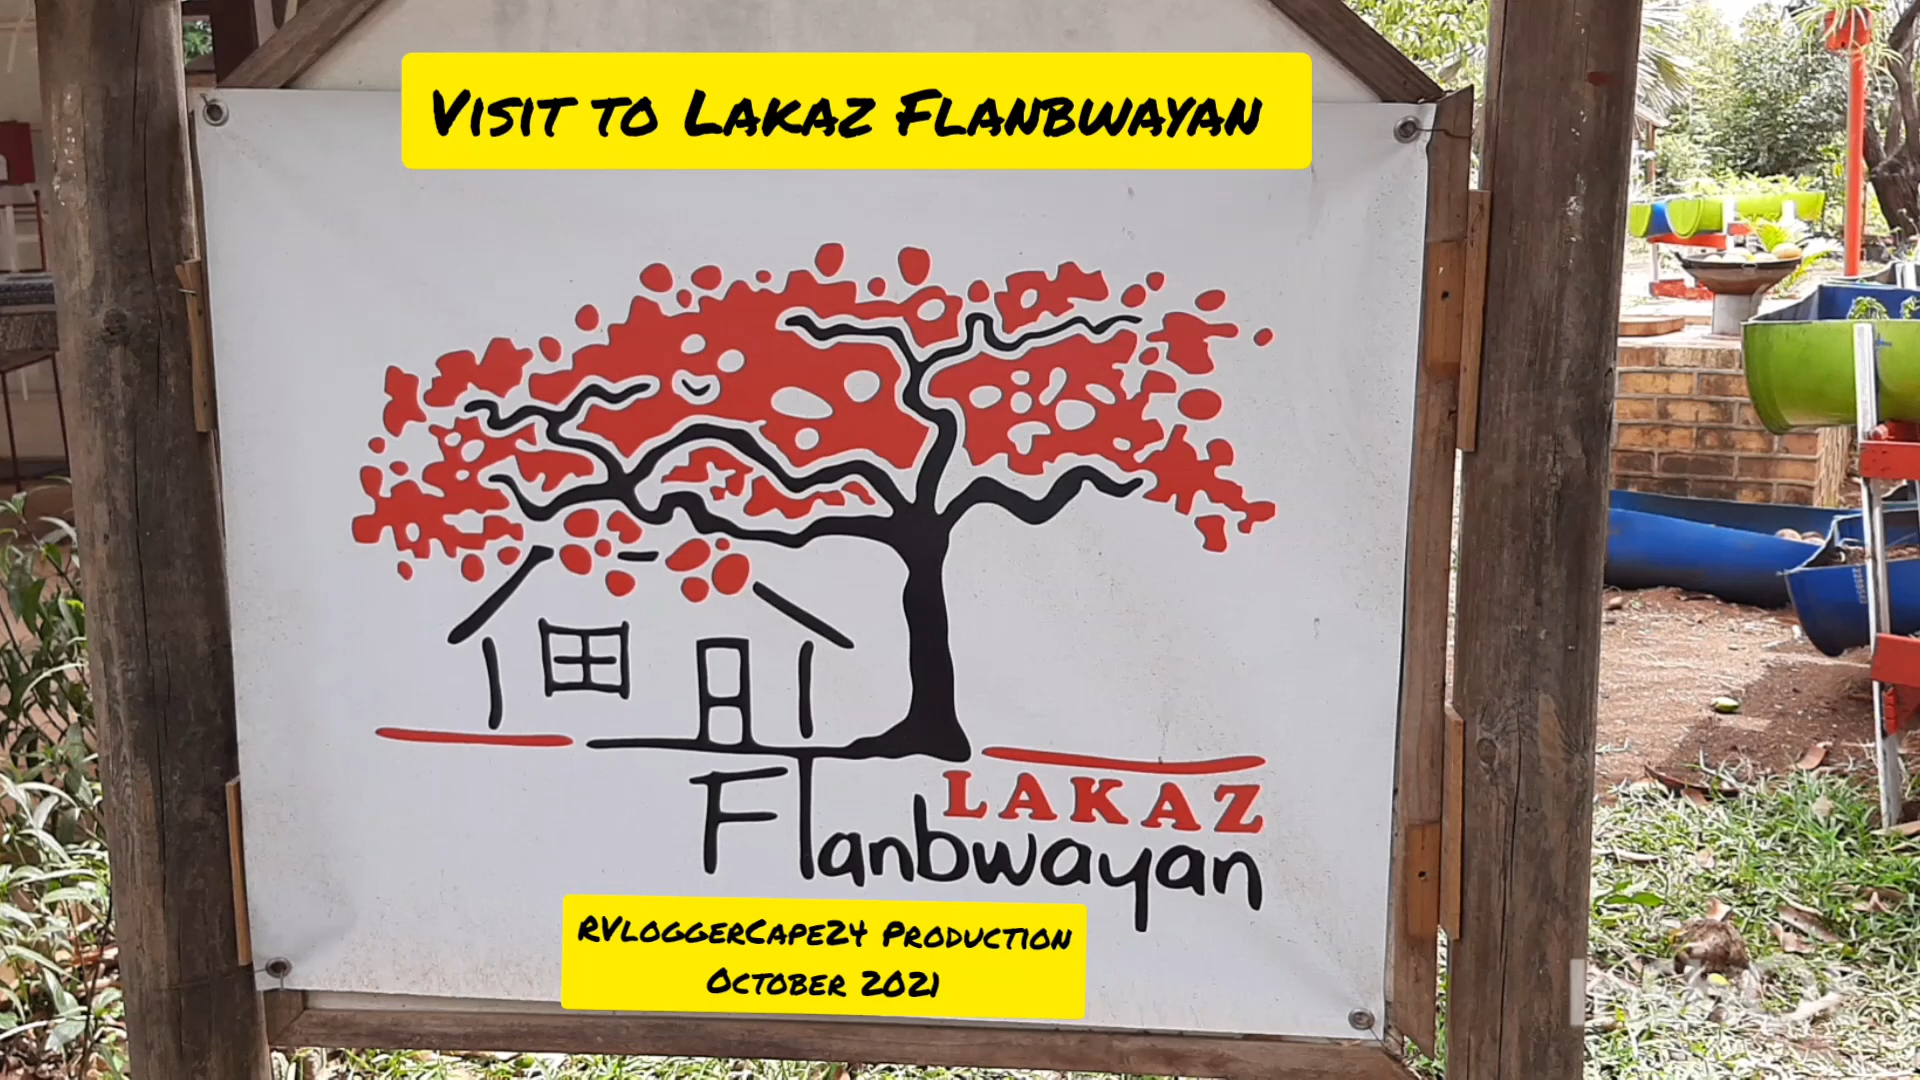 Visit to Lakaz Flanbwayan
LAKAZ
Flanbwayan
RVloggerCape24 Production
October 2021